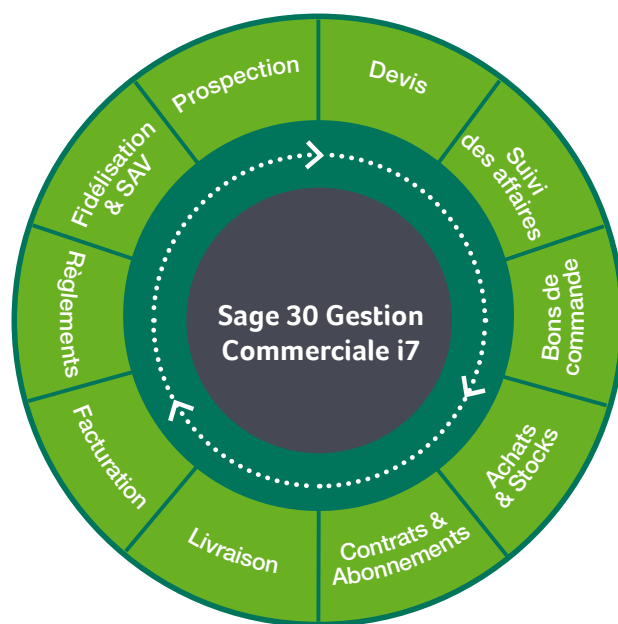 Prospection
Devis
Suivi
des affaires
Bons de
commande
Achats
& Stocks
Contrats &
Abonnements
Livraison
Facturation
Règlements
Fidélisation
& SAV
Sage 30 Gestion
Commerciale i7